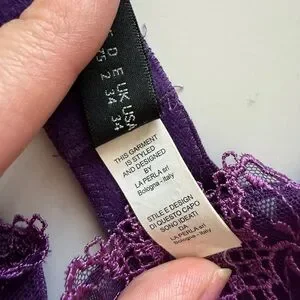 D E UK USA
75 2 34 34
THIS GARMENT
IS STYLED
AND DESIGNED
BY
LA PERLA srl
Bologna - Italy
STILE E DESIGN
DI QUESTO CAPO
SONO IDEATI
DA
LA PERLA srl
Bologna - Italy